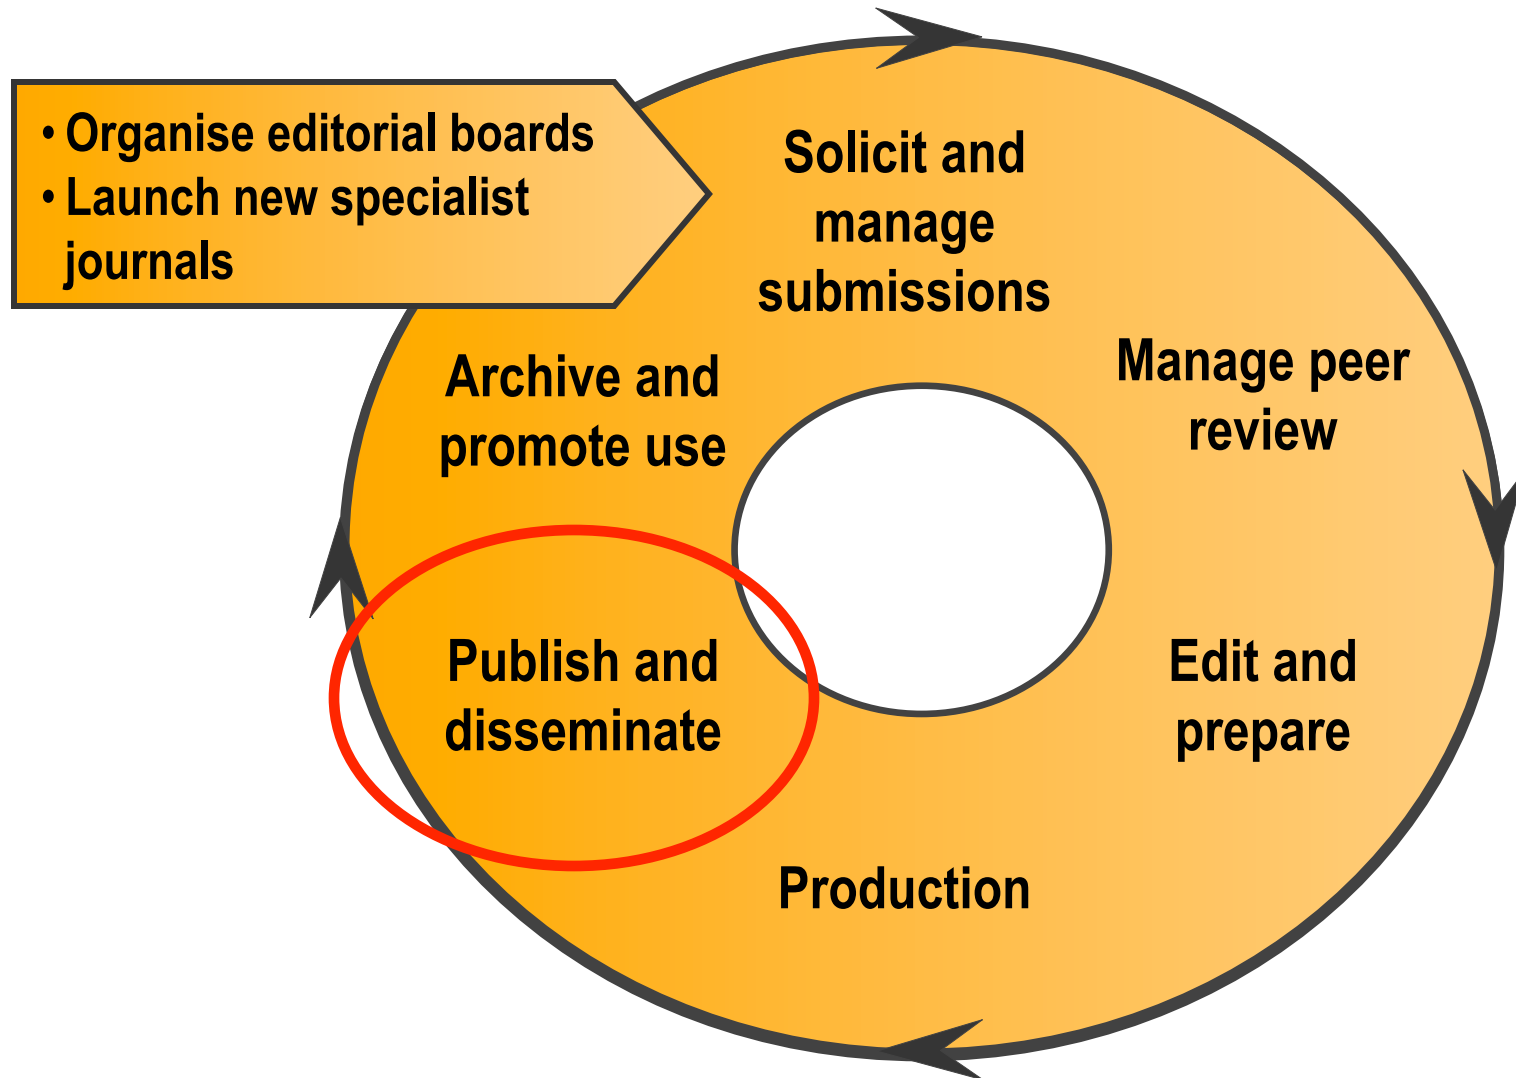 • Organise editorial boards
• Launch new specialist
journals
Solicit and
manage
submissions
Manage peer
review
Edit and
prepare
Production
Publish and
disseminate
Archive and
promote use